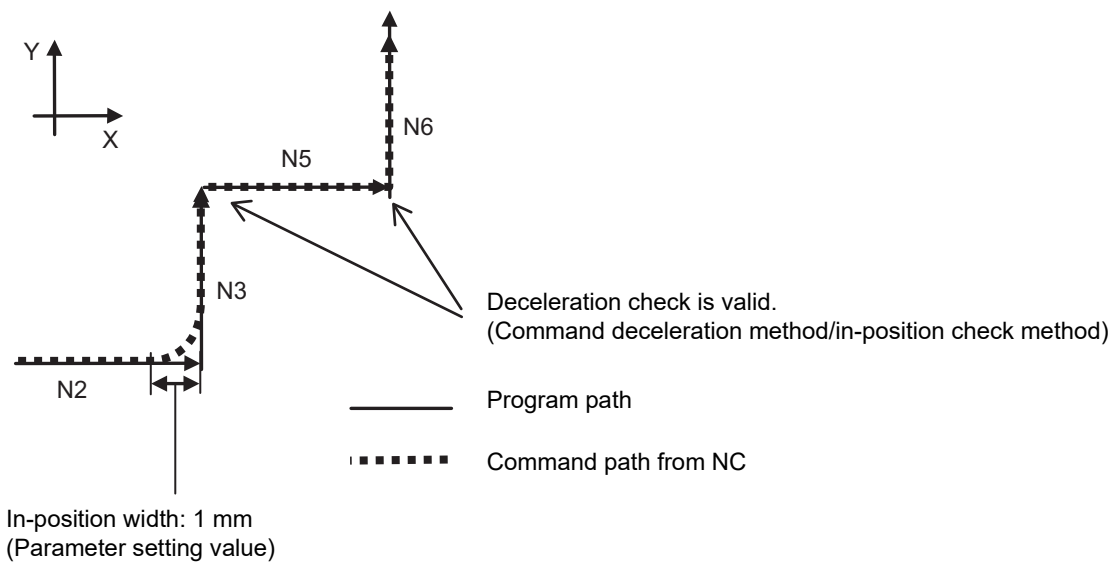 Y
X
N6
N5
N3
Deceleration check is valid.
(Command deceleration method/in-position check method)
N2
Program path
Command path from NC
In-position width: 1 mm
(Parameter setting value)